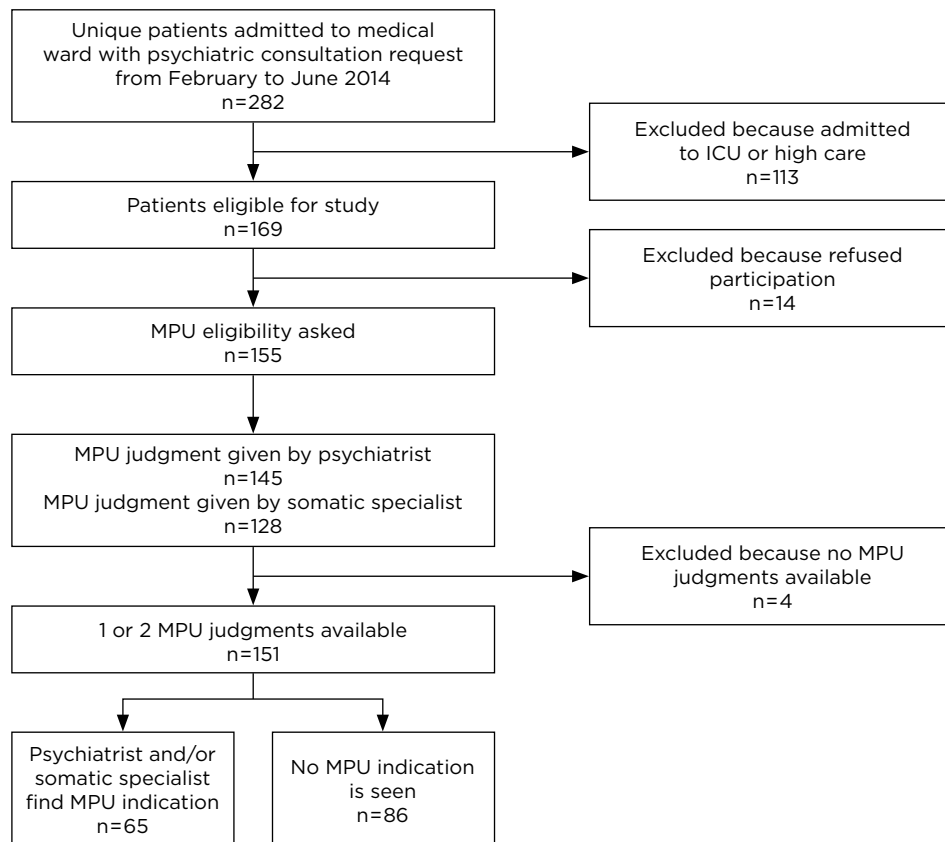 Unique patients admitted to medical
ward with psychiatric consultation request
from February to June 2014
n=282
Excluded because admitted
to ICU or high care
n=113
Patients eligible for study
n=169
Excluded because refused
participation
n=14
MPU eligibility asked
n=155
MPU judgment given by psychiatrist
n=145
MPU judgment given by somatic specialist
n=128
Excluded because no MPU
judgments available
n=4
1 or 2 MPU judgments available
n=151
Psychiatrist and/or
somatic specialist
find MPU indication
n=65
No MPU indication
is seen
n=86